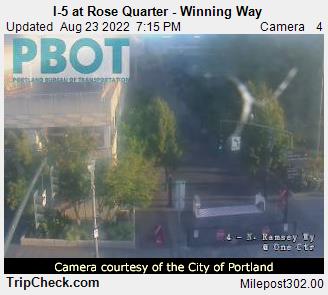 I-5 at Rose Quarter - Winning Way
Updated Aug 23 2022 7:15 PM Camera 4
PBOT
PORTLAND BUREAU OF TRANSPORTATION
4 - N. Ramsey Wy
@ One Ctr
Camera courtesy of the City of Portland
TripCheck.com Milepost302.00